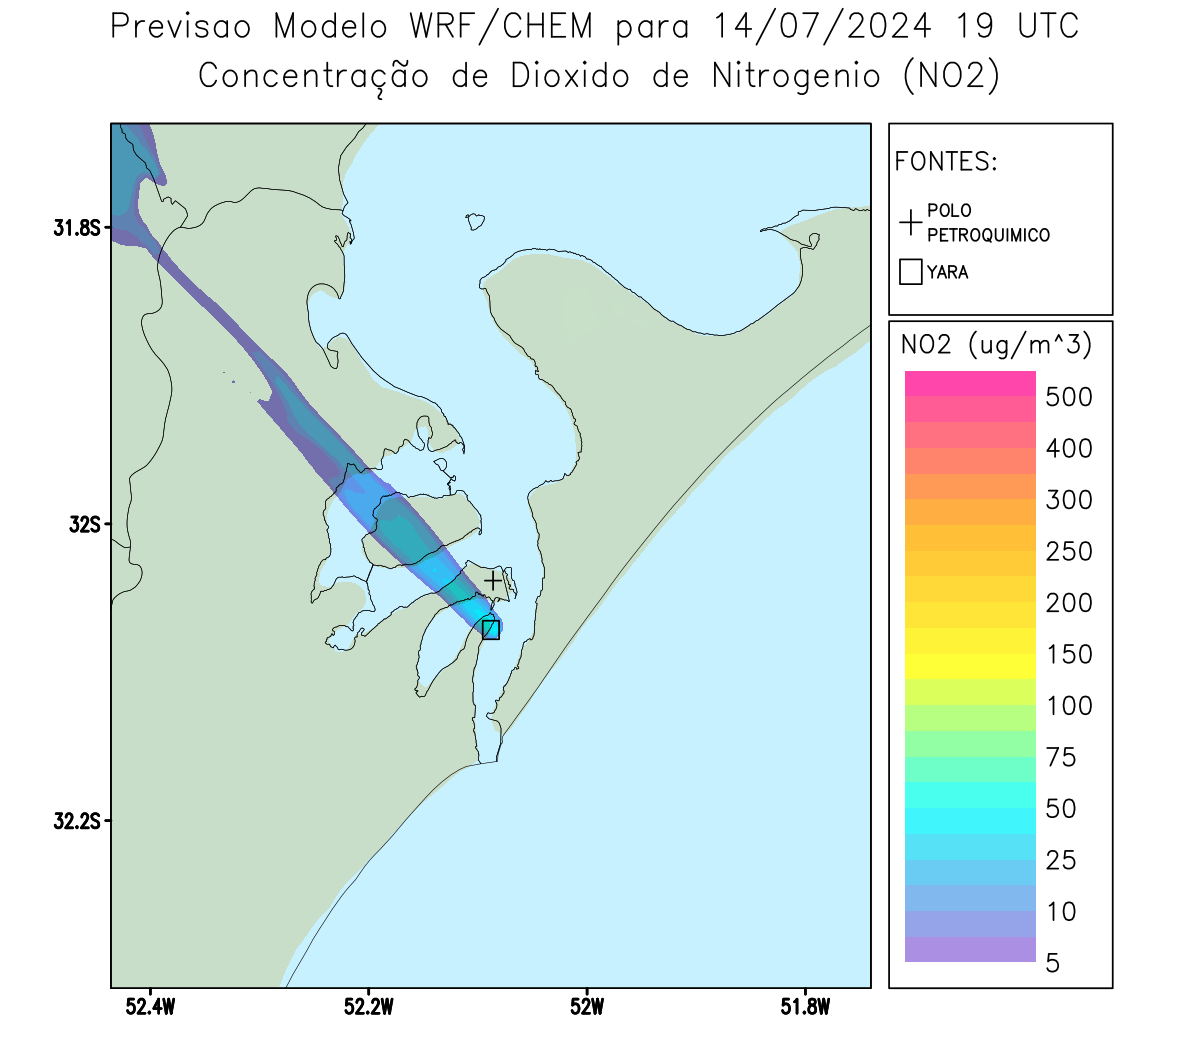 Previsao Modelo WRF/CHEM para 14/07/2024 19 UTC
Concentração de Dioxido de Nitrogenio (NO2)
FONTES:
POLO
PETROQUIMICO
YARA
31.8S
32S
32.2S
52.4W
52.2W
52W
51.8W
NO2 (ug/m^3)
500
400
300
250
200
150
100
75
50
25
10
5